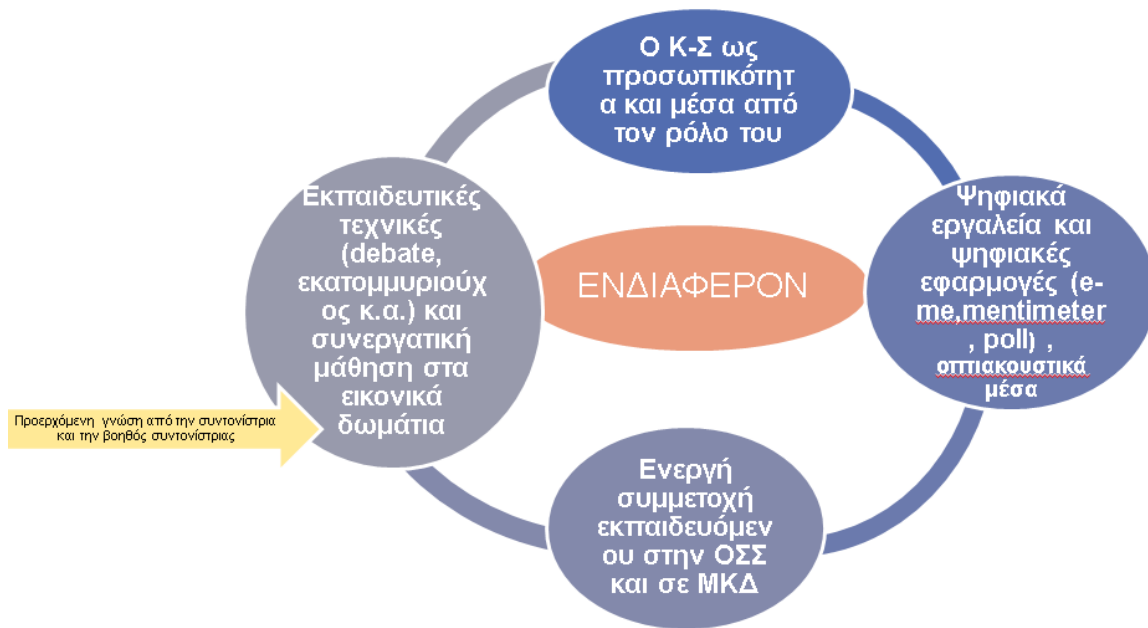 Ο Κ-Σ ως
προσωπικότητ
α και μέσα από
τον ρόλο του
Ψηφιακά
εργαλεία και
ψηφιακές
εφαρμογές (e-
me,mentimeter
, poll) ,
οπτιακουστικά
μέσα
Ενεργή
συμμετοχή
εκπαιδευόμεν
ου στην ΟΣΣ
και σε ΜΚΔ
Εκπαιδευτικές
τεχνικές
(debate,
εκατομμυριούχ
ος κ.α.) και
συνεργατική
μάθηση στα
εικονικά
δωμάτια
ΕΝΔΙΑΦΕΡΟΝ
Προερχόμενη γνώση από την συντονίστρια
και την βοηθός συντονίστριας